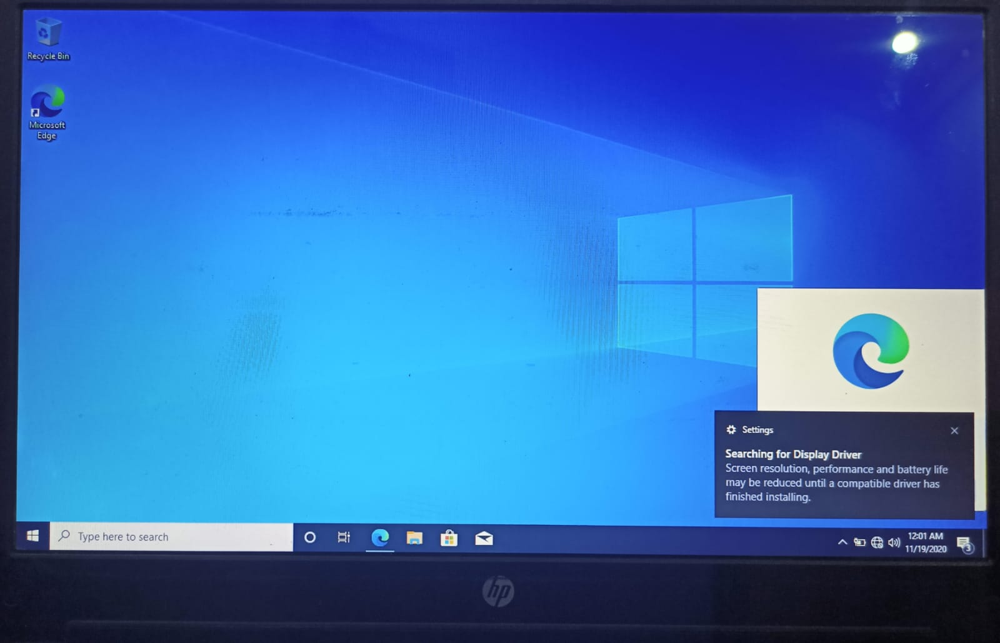 Recycle Bin
Microsoft
Edge
Settings
Searching for Display Driver
Screen resolution, performance and battery life
may be reduced until a compatible driver has
finished installing.
Type here to search
12:01 AM
11/19/2020
3
hp